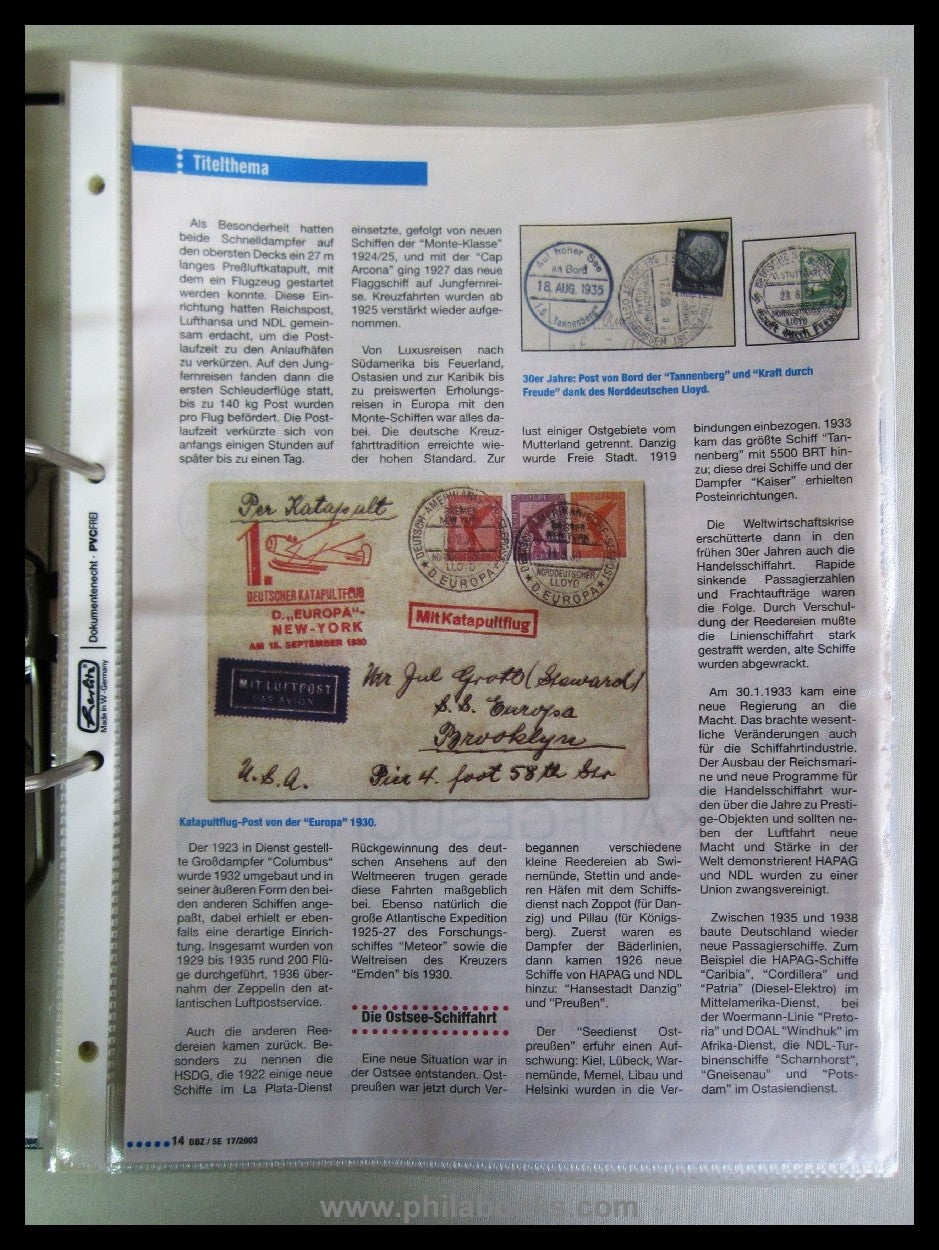 Titelthema
Als Besonderheit hatten
beide Schnelldampfer auf
den obersten Decks ein 27 m
langes Preßluftkatapult, mit
dem ein Flugzeug gestartet
werden konnte. Diese Ein-
richtung hatten Reichspost,
Lufthansa und NDL gemein-
sam erdacht, um die Post-
laufzeit zu den Anlaufhäfen
zu verkürzen. Auf den Jung-
fernreisen fanden dann die
ersten Schleuderflüge statt,
bis zu 140 kg Post wurden
pro Flug befördert. Die Post-
laufzeit verkürzte sich von
anfangs einigen Stunden auf
später bis zu einen Tag.
einsetzte, gefolgt von neuen
Schiffen der "Monte-Klasse"
1924/25, und mit der "Cap
Arcona" ging 1927 das neue
Flaggschiff auf Jungfernrei-
se. Kreuzfahrten wurden ab
1925 verstärkt wieder aufge-
nommen.
Von Luxusreisen nach
Südamerika bis Feuerland,
Ostasien und zur Karibik bis
zu preiswerten Erholungs-
reisen in Europa mit den
Monte-Schiffen war alles da-
bei. Die deutsche Kreuz-
fahrttradition erreichte wie-
der hohen Standard. Zur
Auf hoher See
an Bord
18. AUG. 1935
"Tannenberg"
LLOYD
Kraft durch Freude
30er Jahre: Post von Bord der "Tannenberg" und "Kraft durch
Freude" dank des Norddeutschen Lloyd.
lust einiger Ostgebiete vom
Mutterland getrennt. Danzig
wurde Freie Stadt. 1919
bindungen einbezogen. 1933
kam das größte Schiff "Tan-
nenberg" mit 5500 BRT hin-
zu; diese drei Schiffe und der
Dampfer "Kaiser" erhielten
Posteinrichtungen.
Die Weltwirtschaftskrise
erschütterte dann in den
frühen 30er Jahren auch die
Handelsschiffahrt. Rapide
sinkende Passagierzahlen
und Frachtaufträge waren
die Folge. Durch Verschul-
dung der Reedereien mußte
die Linienschiffahrt stark
gestrafft werden, alte Schiffe
wurden abgewrackt.
Am 30.1.1933 kam eine
neue Regierung an die
Macht. Das brachte wesent-
liche Veränderungen auch
für die Schiffahrtindustrie.
Der Ausbau der Reichsmari-
ne und neue Programme für
die Handelsschiffahrt wur-
den über die Jahre zu Presti-
ge-Objekten und sollten ne-
ben der Luftfahrt neue
Macht und Stärke in der
Welt demonstrieren! HAPAG
und NDL wurden zu einer
Union zwangsvereinigt.
Zwischen 1935 und 1938
baute Deutschland wieder
neue Passagierschiffe. Zum
Beispiel die HAPAG-Schiffe
"Caribia", "Cordillera" und
"Patria" (Diesel-Elektro) im
Mittelamerika-Dienst, bei
der Woermann-Linie "Preto-
ria" und DOAL "Windhuk" im
Afrika-Dienst, die NDL-Tur-
binenschiffe "Scharnhorst",
"Gneisenau" und "Pots-
dam" im Ostasiendienst.
Per Katapult
1.
DEUTSCHER KATAPULTFLUG
D. „EUROPA"-
NEW-YORK
AM 15. SEPTEMBER 1930
DEUTSCH-AMERIKANISCHE SEEPOST
BREMEN
NEW YORK
LLOYD
D. EUROPA
NORDDEUTSCHER
LLOYD
D. EUROPA
Mit Katapultflug
MIT LUFTPOST
PAR AVION
Mr Jul Grott (Steward)
S.S. Europa
Brooklyn
U.S.A. Pier 4. foot 58th Str
Katapultflug-Post von der "Europa" 1930.
Der 1923 in Dienst gestell-
te Großdampfer "Columbus"
wurde 1932 umgebaut und in
seiner äußeren Form den bei-
den anderen Schiffen ange-
paßt, dabei erhielt er eben-
falls eine derartige Einrich-
tung. Insgesamt wurden von
1929 bis 1935 rund 200 Flü-
ge durchgeführt, 1936 über-
nahm der Zeppelin den at-
lantischen Luftpostservice.
Auch die anderen Ree-
dereien kamen zurück. Be-
sonders zu nennen die
HSDG, die 1922 einige neue
Schiffe im La Plata-Dienst
Rückgewinnung des deut-
schen Ansehens auf den
Weltmeeren trugen gerade
diese Fahrten maßgeblich
bei. Ebenso natürlich die
große Atlantische Expedition
1925-27 des Forschungs-
schiffes "Meteor" sowie die
Weltreisen des Kreuzers
"Emden" bis 1930.
Die Ostsee-Schiffahrt
Eine neue Situation war in
der Ostsee entstanden. Ost-
preußen war jetzt durch Ver-
begannen verschiedene
kleine Reedereien ab Swi-
nemünde, Stettin und ande-
ren Häfen mit dem Schiffs-
dienst nach Zoppot (für Dan-
zig) und Pillau (für Königs-
berg). Zuerst waren es
Dampfer der Bäderlinien,
dann kamen 1926 neue
Schiffe von HAPAG und NDL
hinzu: "Hansestadt Danzig"
und "Preußen".
Der "Seedienst Ost-
preußen" erfuhr einen Auf-
schwung: Kiel, Lübeck, War-
nemünde, Memel, Libau und
Helsinki wurden in die Ver-
14 DBZ / SE 17/2003
Herlitz
Made in W.-Germany
Dokumentenecht · PVCFREI
www.philabooks.com